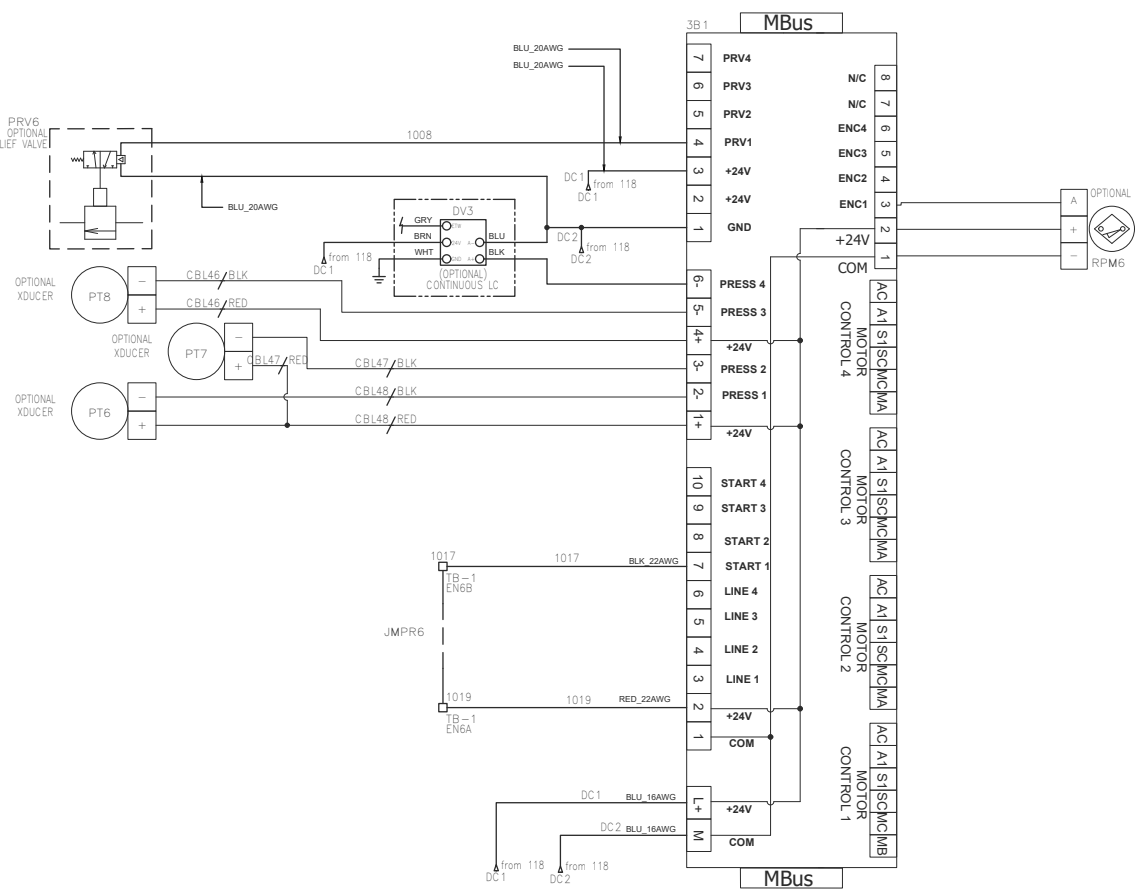 MBus
3B1
BLU_20AWG
BLU_20AWG
7 PRV4
6 PRV3
5 PRV2
4 PRV1
3 +24V
2 +24V
1 GND
N/C 8
N/C 7
ENC4 6
ENC3 5
ENC2 4
ENC1 3
+24V 2
COM 1
PRV6
OPTIONAL
LIEF VALVE
1008
BLU_20AWG
DC1
from 118
DC1
DC2
from 118
DC2
DV3
GRY
ETW
BRN
24V
A-
BLU
WHT
GND
A+
BLK
(OPTIONAL)
CONTINUOUS LC
from 118
DC1
OPTIONAL
A
+
−
RPM6
OPTIONAL
XDUCER
PT8
−
+
CBL46/BLK
CBL46/RED
OPTIONAL
XDUCER
PT7
−
+
CBL47/RED
CBL47/BLK
OPTIONAL
XDUCER
PT6
−
+
CBL48/BLK
CBL48/RED
6- PRESS 4
5- PRESS 3
4+ +24V
3- PRESS 2
2- PRESS 1
1+ +24V
AC A1 S1 SC MC MA
MOTOR
CONTROL 4
AC A1 S1 SC MC MA
MOTOR
CONTROL 3
AC A1 S1 SC MC MA
MOTOR
CONTROL 2
AC A1 S1 SC MC MB
MOTOR
CONTROL 1
10 START 4
9 START 3
8 START 2
7 START 1
6 LINE 4
5 LINE 3
4 LINE 2
3 LINE 1
2 +24V
1 COM
1017
1017
BLK_22AWG
TB-1
EN6B
JMPR6
1019
1019
RED_22AWG
TB-1
EN6A
L+ +24V
M COM
DC1 BLU_16AWG
DC2 BLU_16AWG
from 118
DC1
from 118
DC2
MBus